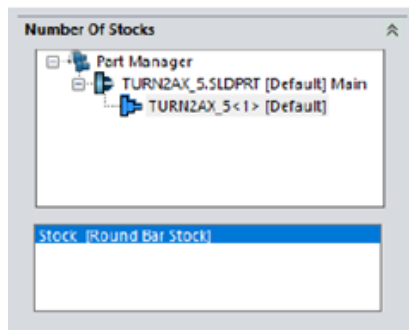 Number Of Stocks
Part Manager
TURN2AX_5.SLDPRT [Default] Main
TURN2AX_5<1> [Default]
Stock [Round Bar Stock]